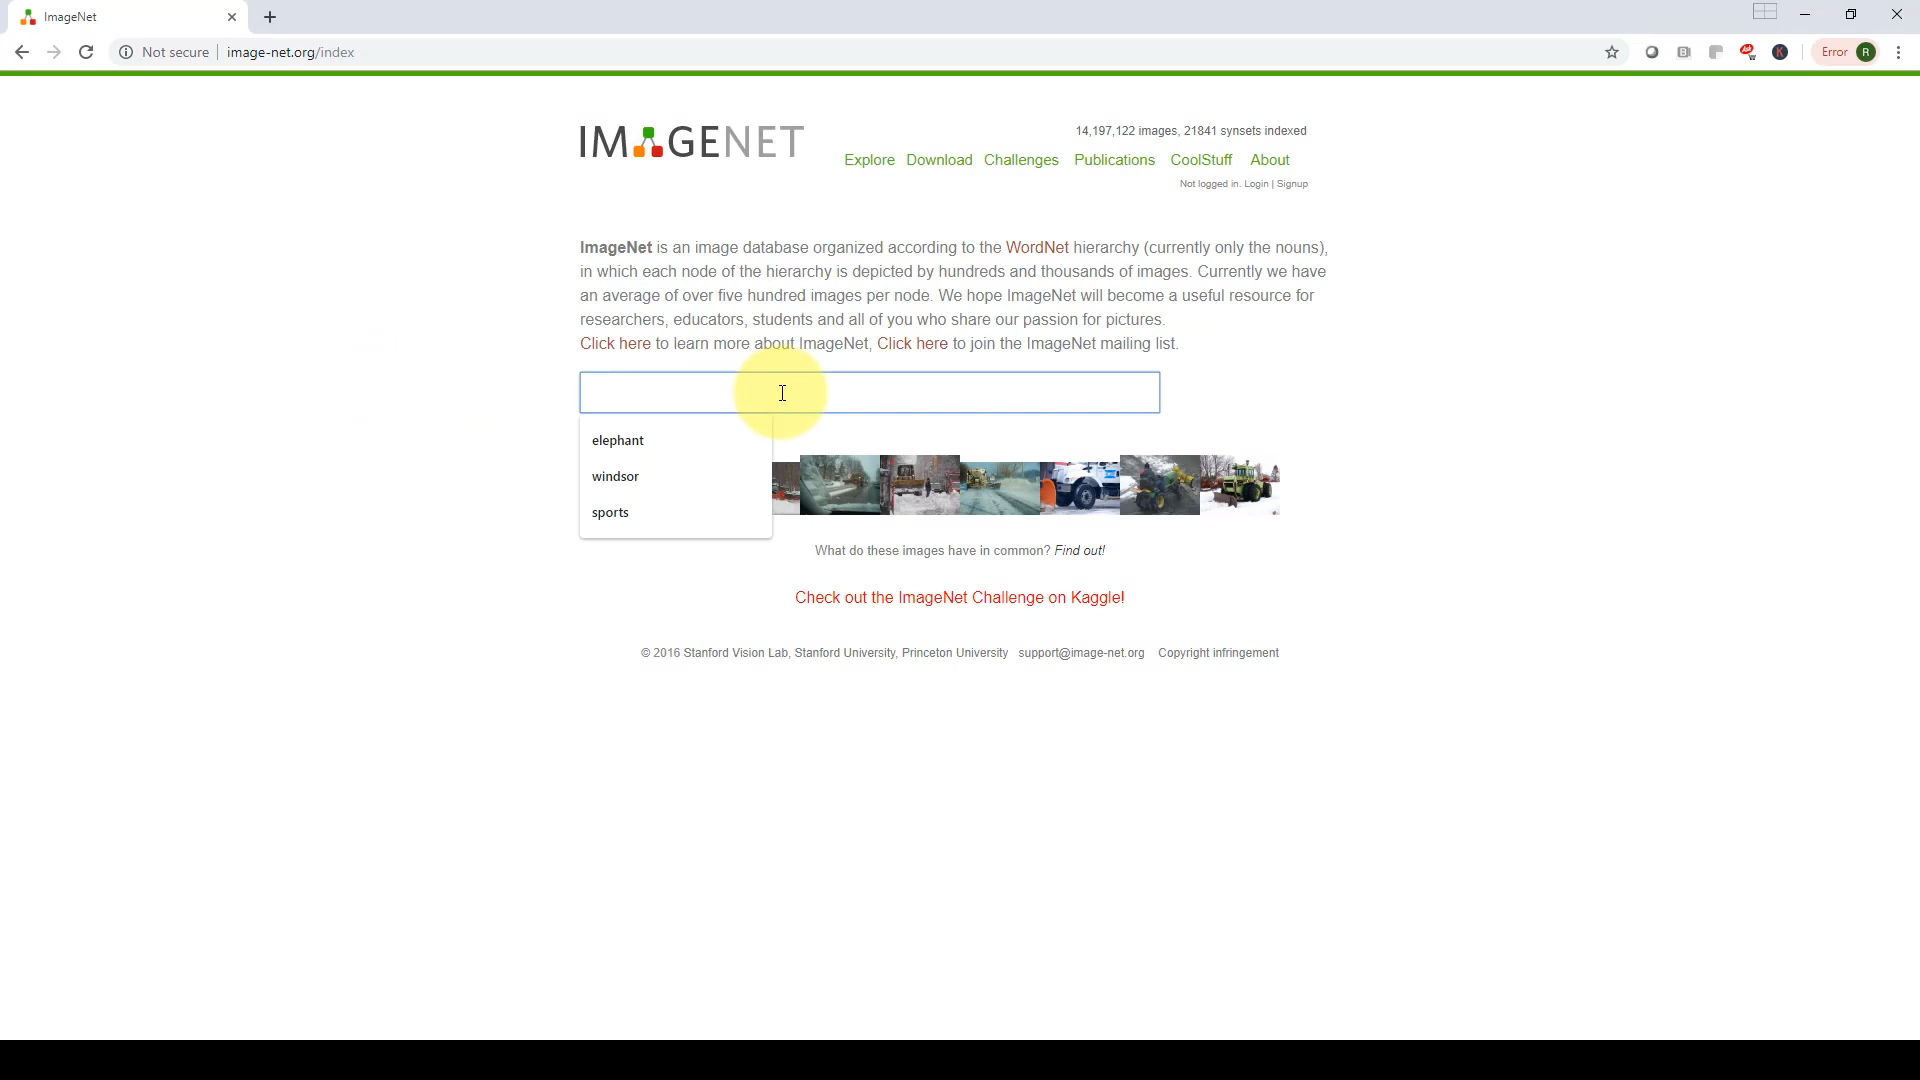 ImageNet
Not secure image-net.org/index
Error R
IMAGENET
14,197,122 images, 21841 synsets indexed
Explore Download Challenges Publications CoolStuff About
Not logged in. Login | Signup
ImageNet is an image database organized according to the WordNet hierarchy (currently only the nouns),
in which each node of the hierarchy is depicted by hundreds and thousands of images. Currently we have
an average of over five hundred images per node. We hope ImageNet will become a useful resource for
researchers, educators, students and all of you who share our passion for pictures.
Click here to learn more about ImageNet, Click here to join the ImageNet mailing list.
elephant
windsor
sports
What do these images have in common? Find out!
Check out the ImageNet Challenge on Kaggle!
© 2016 Stanford Vision Lab, Stanford University, Princeton University support@image-net.org Copyright infringement